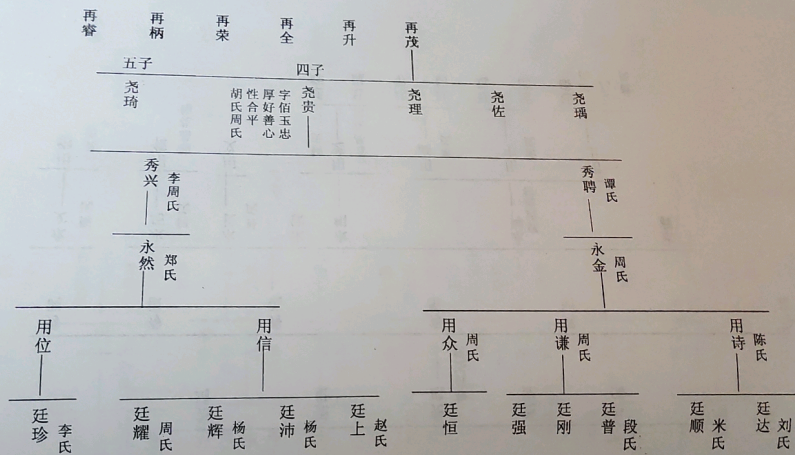 再茂
再升
再全
再荣
再柄
再睿
四子
五子
尧瑀
尧佐
尧理
尧贵
字佰玉忠
厚好善心
性合平
胡氏周氏
尧琦
秀聘
谭氏
秀兴
李周氏
永金
周氏
永然
郑氏
用诗
陈氏
用谦
周氏
用众
周氏
用信
用位
廷达
刘氏
廷顺
米氏
廷普
段氏
廷刚
廷强
廷恒
廷上
赵氏
廷沛
杨氏
廷辉
杨氏
廷耀
周氏
廷珍
李氏